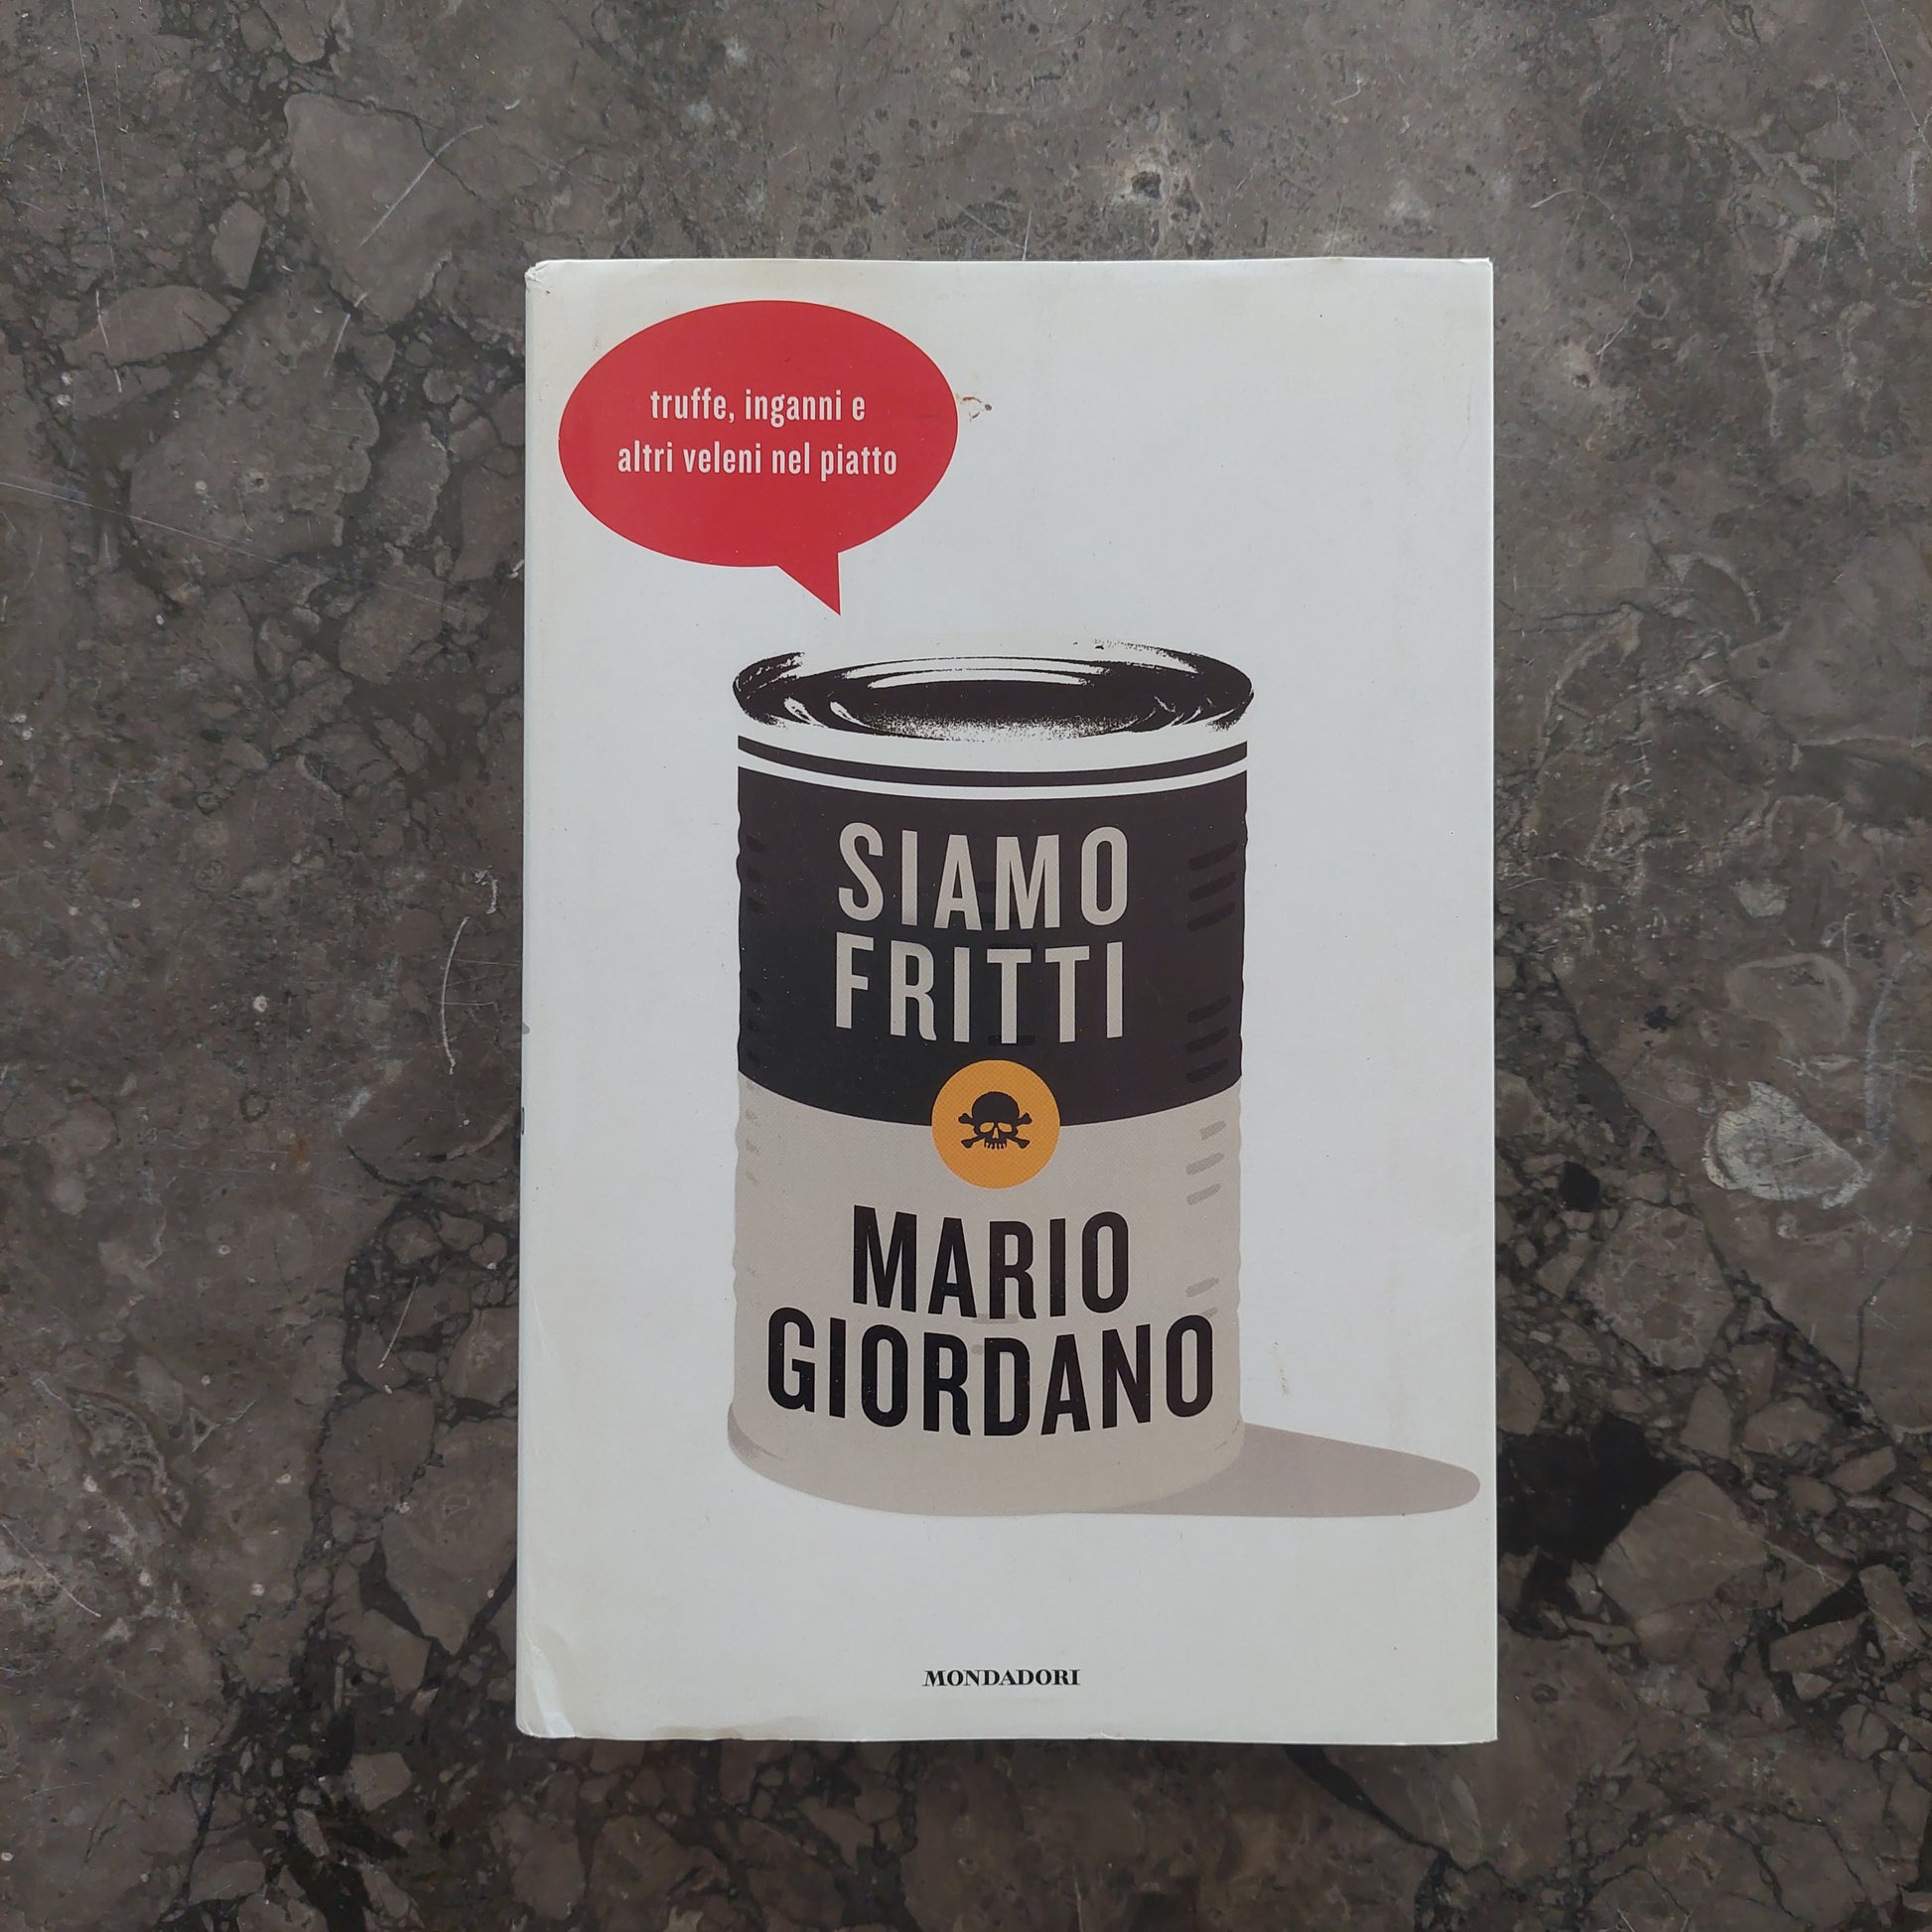 truffe, inganni e
altri veleni nel piatto
SIAMO
FRITTI
MARIO
GIORDANO
MONDADORI